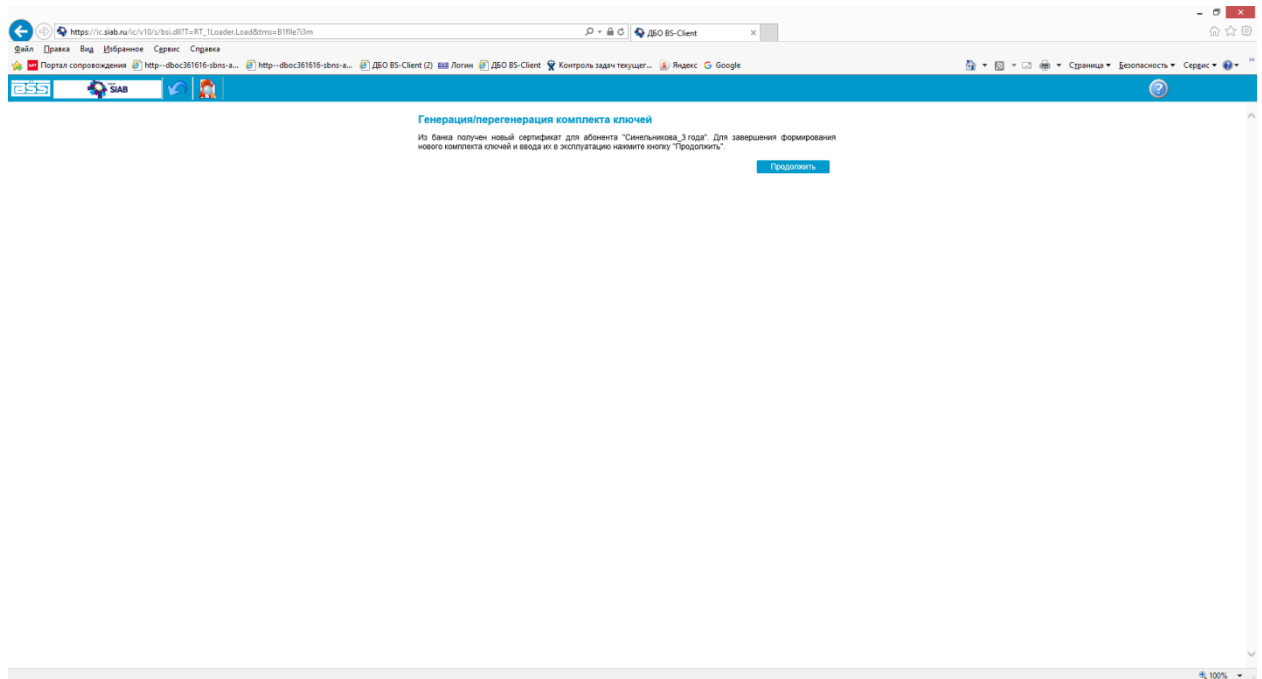 https://ic.siab.ru/ic/v10/s/bsi.dll?T=RT_1Loader.Load&ttms=B1fIle7i3m
ДБО BS-Client
Файл Правка Вид Избранное Сервис Справка
Портал сопровождения http--dboc361616-sbns-a... http--dboc361616-sbns-a... ДБО BS-Client (2) Логин ДБО BS-Client Контроль задач текущег... Яндекс Google Страница Безопасность Сервис
BSS SIAB
Генерация/перегенерация комплекта ключей
Из банка получен новый сертификат для абонента "Синельникова_3 года". Для завершения формирования
нового комплекта ключей и ввода их в эксплуатацию нажмите кнопку "Продолжить".
Продолжить
100%